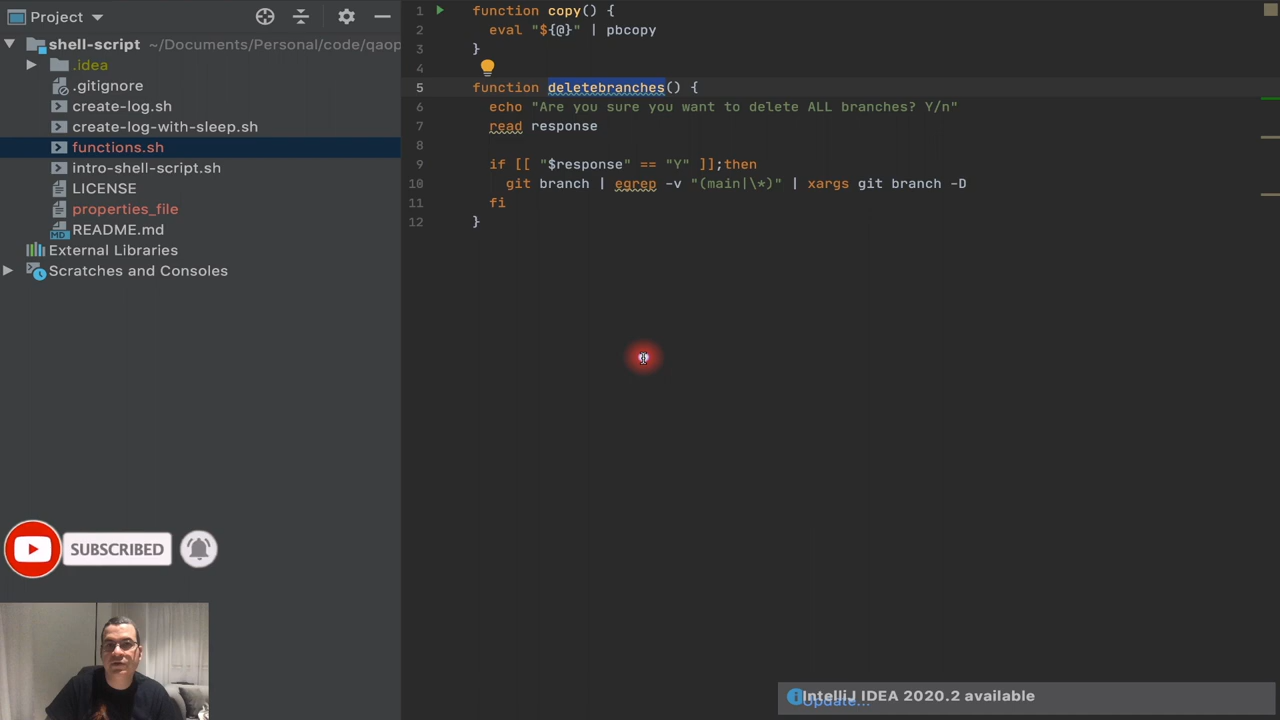 Project
shell-script ~/Documents/Personal/code/qaop
.idea
.gitignore
create-log.sh
create-log-with-sleep.sh
functions.sh
intro-shell-script.sh
LICENSE
properties_file
MD README.md
External Libraries
Scratches and Consoles
1 function copy() {
2 eval "${@}" | pbcopy
3 }
4
5 function deletebranches() {
6 echo "Are you sure you want to delete ALL branches? Y/n"
7 read response
8
9 if [[ "$response" == "Y" ]];then
10 git branch | egrep -v "(main|\*)" | xargs git branch -D
11 fi
12 }
SUBSCRIBED
IntelliJ IDEA 2020.2 available
Update...